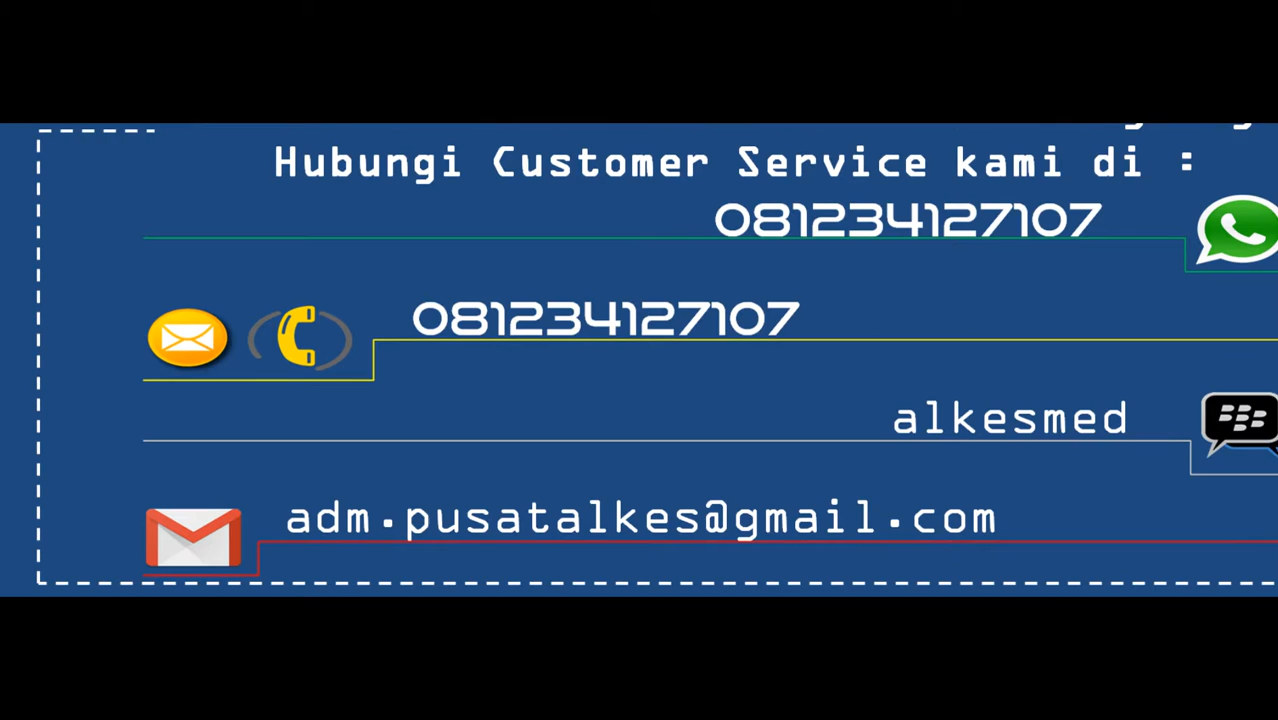 Hubungi Customer Service kami di :
081234127107
081234127107
alkesmed
adm.pusatalkes@gmail.com